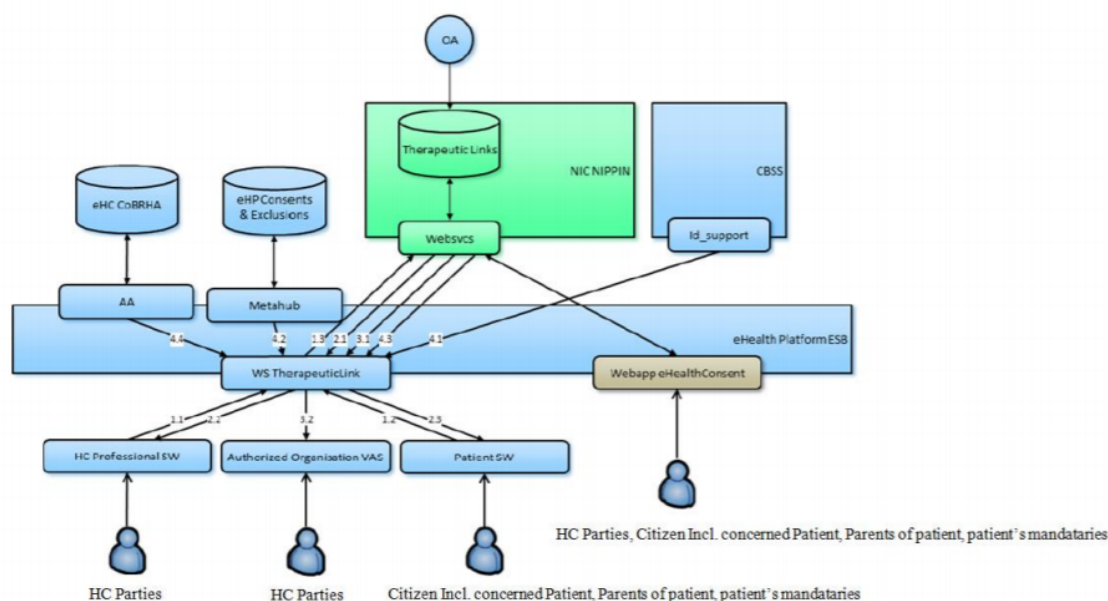 OA
Therapeutic Links
NIC NIPPIN
CBSS
eHC CoBRHA
eHP Consents
& Exclusions
Websvcs
Id_support
AA
Metahub
4.4
4.2
1.3
2.1
3.1
4.3
4.1
eHealth Platform ESB
WS TherapeuticLink
Webapp eHealthConsent
1.1
2.2
3.2
1.2
2.3
HC Professional SW
Authorized Organisation VAS
Patient SW
HC Parties, Citizen Incl. concerned Patient, Parents of patient, patient’s mandataries
HC Parties
HC Parties
Citizen Incl. concerned Patient, Parents of patient, patient’s mandataries